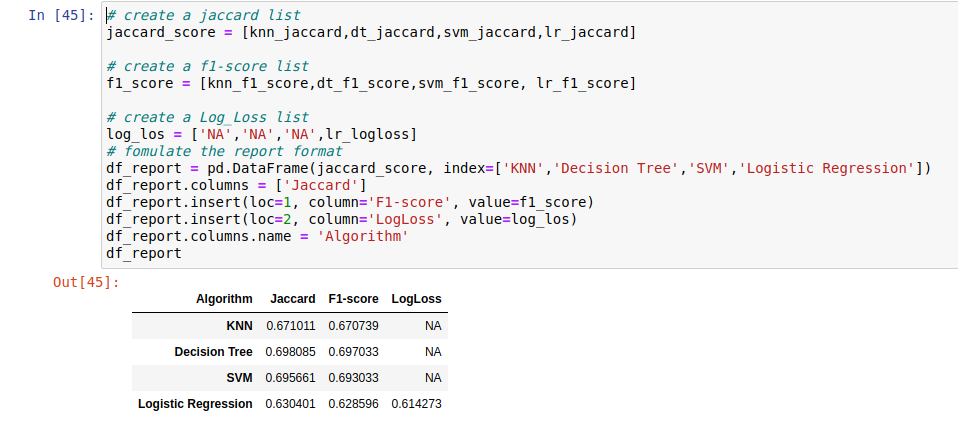 In [45]: # create a jaccard list
jaccard_score = [knn_jaccard,dt_jaccard,svm_jaccard,lr_jaccard]
# create a f1-score list
f1_score = [knn_f1_score,dt_f1_score,svm_f1_score, lr_f1_score]
# create a Log_Loss list
log_los = ['NA','NA','NA',lr_logloss]
# fomulate the report format
df_report = pd.DataFrame(jaccard_score, index=['KNN','Decision Tree','SVM','Logistic Regression'])
df_report.columns = ['Jaccard']
df_report.insert(loc=1, column='F1-score', value=f1_score)
df_report.insert(loc=2, column='LogLoss', value=log_los)
df_report.columns.name = 'Algorithm'
df_report
Out[45]:
Algorithm Jaccard F1-score LogLoss
KNN 0.671011 0.670739 NA
Decision Tree 0.698085 0.697033 NA
SVM 0.695661 0.693033 NA
Logistic Regression 0.630401 0.628596 0.614273